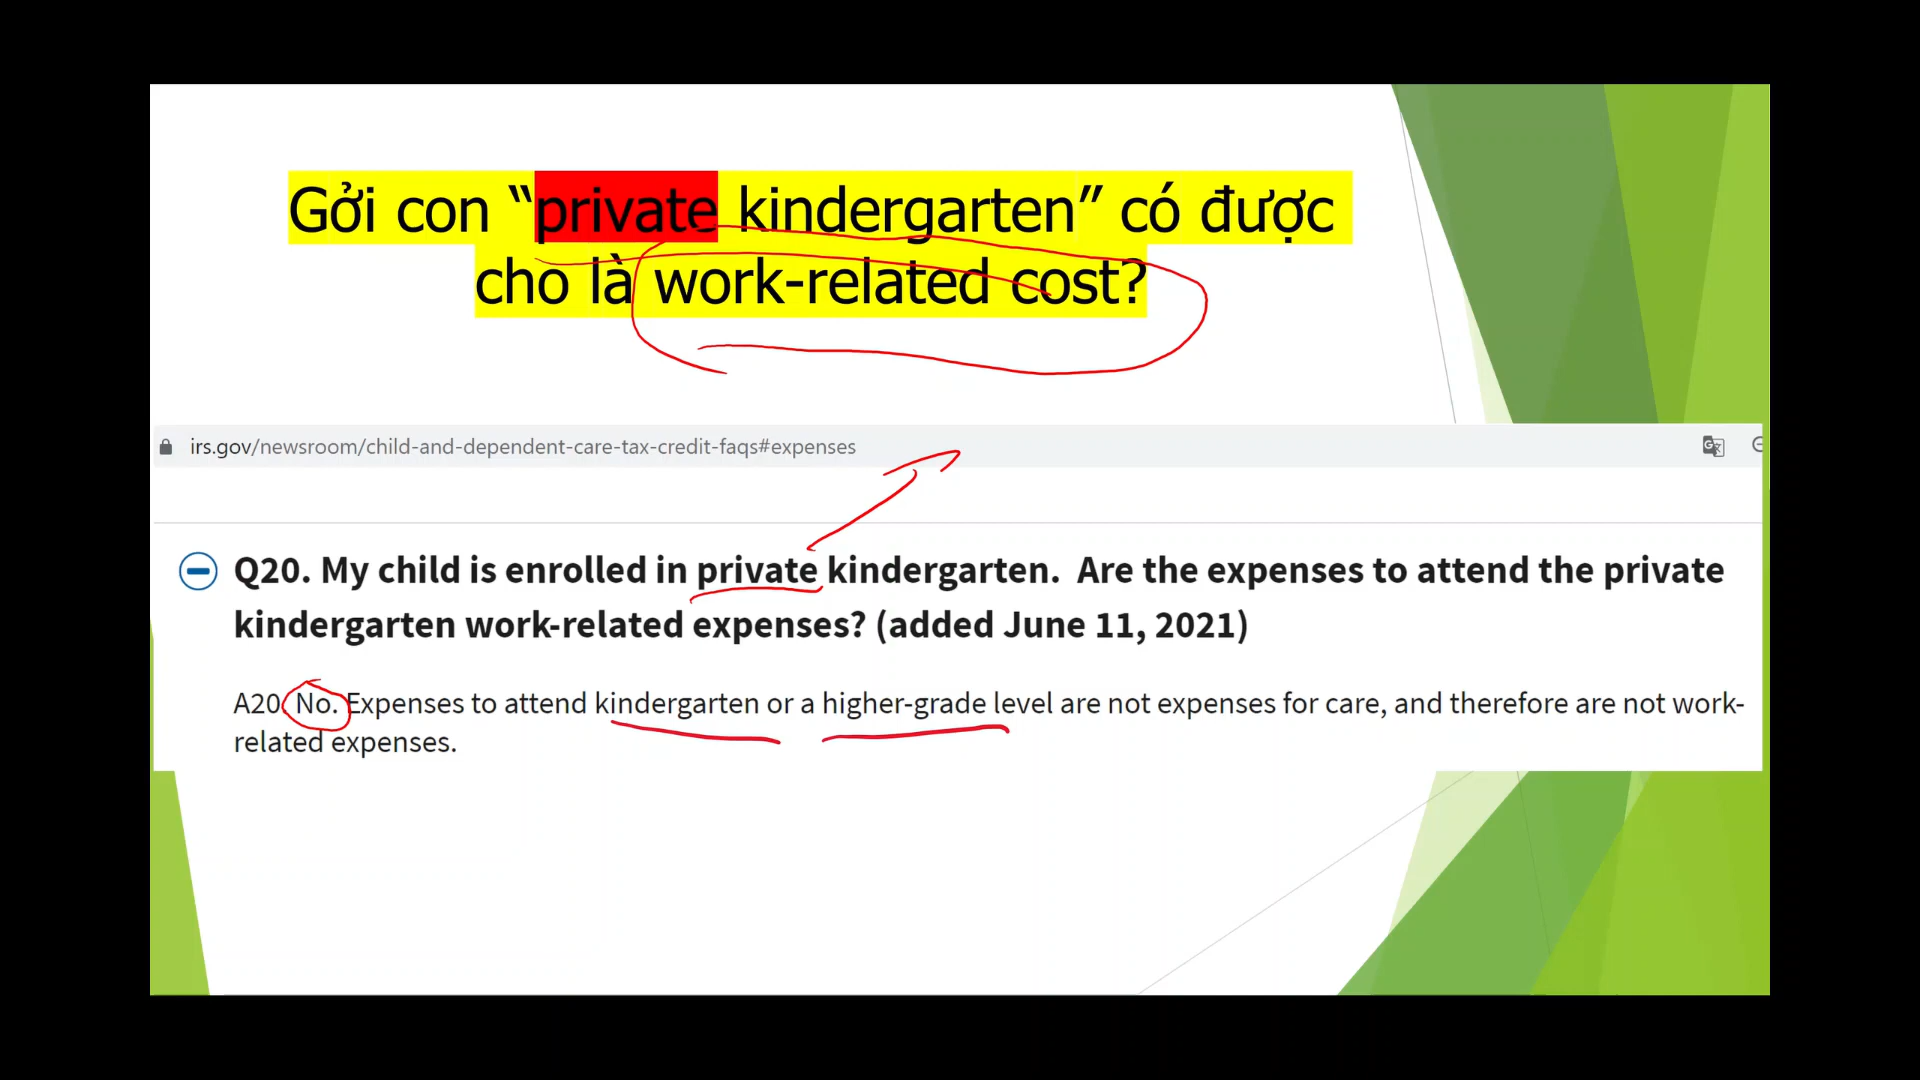 Gởi con “private kindergarten” có được
cho là work-related cost?
irs.gov/newsroom/child-and-dependent-care-tax-credit-faqs#expenses
Q20. My child is enrolled in private kindergarten. Are the expenses to attend the private
kindergarten work-related expenses? (added June 11, 2021)
A20. No. Expenses to attend kindergarten or a higher-grade level are not expenses for care, and therefore are not work-
related expenses.